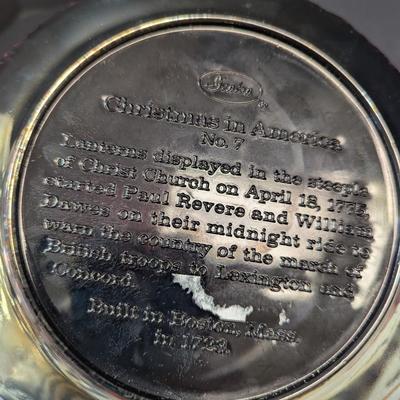 Christmas in America
No. 7
Lanterns displayed in the steeple
of Christ Church on April 18, 1775,
started Paul Revere and William
Dawes on their midnight ride to
warn the country of the march of
British troops to Lexington and
Concord.
Built in Boston, Mass.
in 1723.